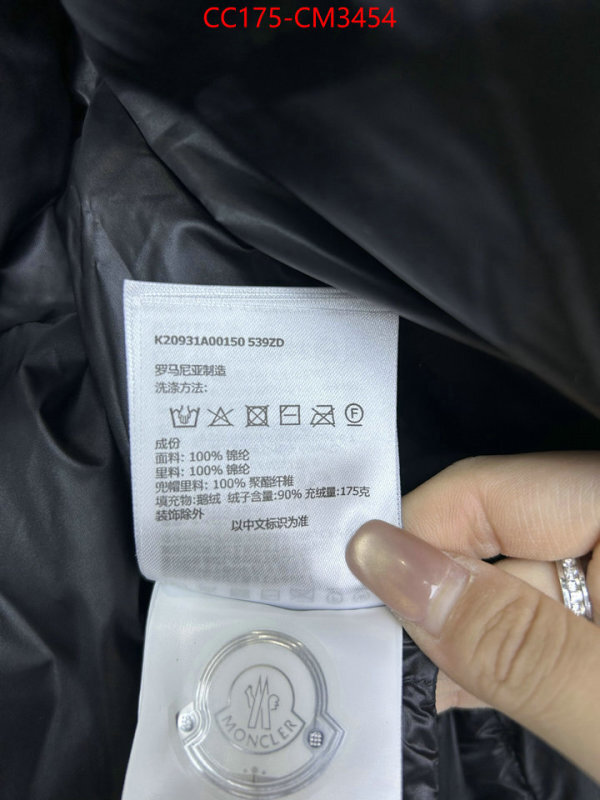 CC175-CM3454
K20931A00150 539ZD
罗马尼亚制造
洗涤方法:
F
成份
面料: 100% 锦纶
里料: 100% 锦纶
兜帽里料: 100% 聚酯纤维
填充物: 鹅绒 绒子含量: 90% 充绒量: 175克
装饰除外
以中文标识为准
MONCLER